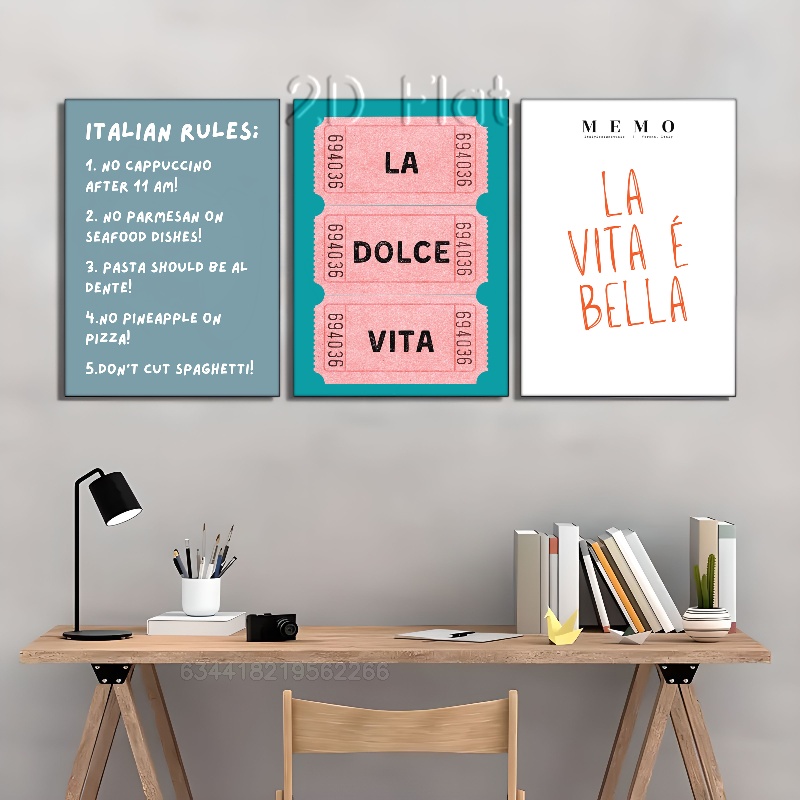 2D Flat
ITALIAN RULES:
1. NO CAPPUCCINO
AFTER 11 AM!
2. NO PARMESAN ON
SEAFOOD DISHES!
3. PASTA SHOULD BE AL
DENTE!
4.NO PINEAPPLE ON
PIZZA!
5.DON'T CUT SPAGHETTI!
694036
LA
694036
694036
DOLCE
694036
694036
VITA
694036
MEMO
LA
VITA É
BELLA
634418219562266